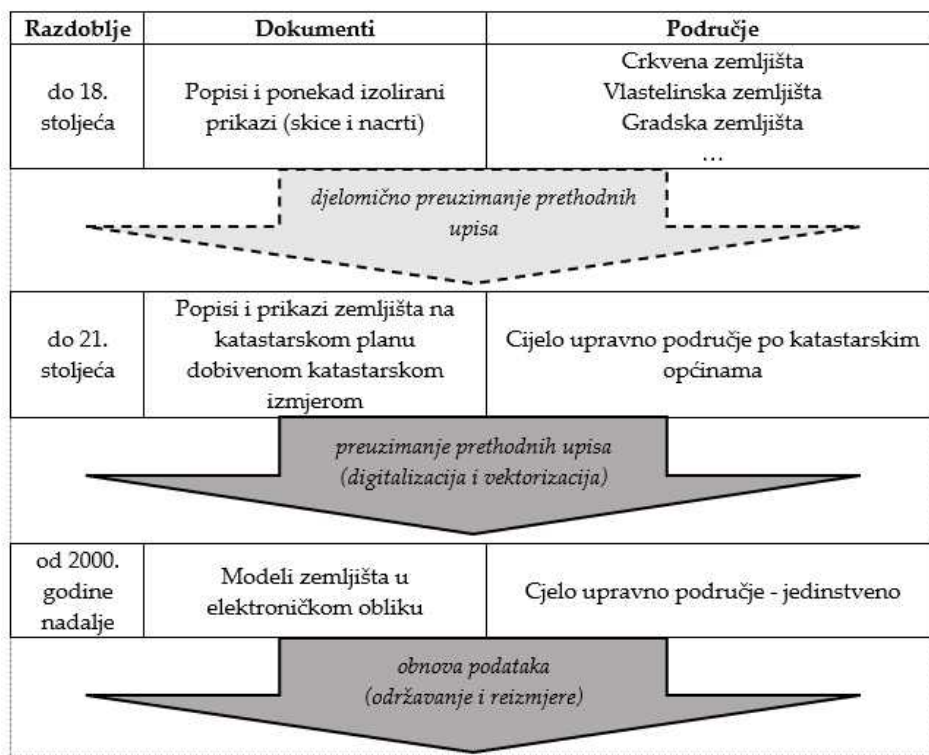 Razdoblje
Dokumenti
Područje
do 18.
stoljeća
Popisi i ponekad izolirani
prikazi (skice i nacrti)
Crkvena zemljišta
Vlastelinska zemljišta
Gradska zemljišta
...
djelomično preuzimanje prethodnih
upisa
do 21.
stoljeća
Popisi i prikazi zemljišta na
katastarskom planu
dobivenom katastarskom
izmjerom
Cijelo upravno područje po katastarskim
općinama
preuzimanje prethodnih upisa
(digitalizacija i vektorizacija)
od 2000.
godine
nadalje
Modeli zemljišta u
elektroničkom obliku
Cjelo upravno područje - jedinstveno
obnova podataka
(održavanje i reizmjere)